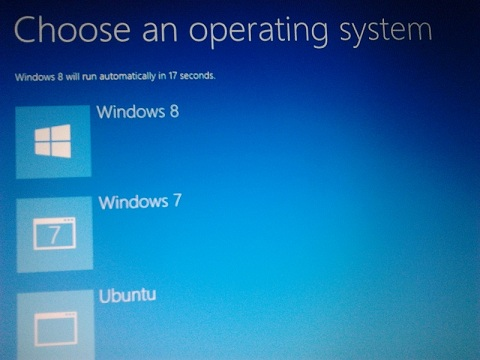 Choose an operating system
Windows 8 will run automatically in 17 seconds.
Windows 8
Windows 7
7
Ubuntu